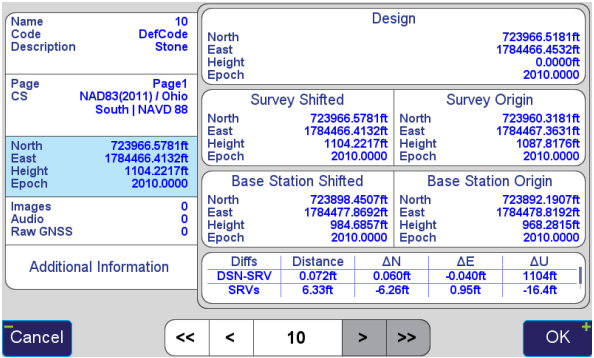 Name 10
Code DefCode
Description Stone
Page Page1
CS NAD83(2011) / Ohio
South | NAVD 88
North 723966.5781ft
East 1784466.4132ft
Height 1104.2217ft
Epoch 2010.0000
Images 0
Audio 0
Raw GNSS 0
Additional Information
Design
North 723966.5181ft
East 1784466.4532ft
Height 0.0000ft
Epoch 2010.0000
Survey Shifted
North 723966.5781ft
East 1784466.4132ft
Height 1104.2217ft
Epoch 2010.0000
Survey Origin
North 723960.3181ft
East 1784467.3631ft
Height 1087.8176ft
Epoch 2010.0000
Base Station Shifted
North 723898.4507ft
East 1784477.8692ft
Height 984.6857ft
Epoch 2010.0000
Base Station Origin
North 723892.1907ft
East 1784478.8192ft
Height 968.2815ft
Epoch 2010.0000
Diffs Distance ΔN ΔE ΔU
DSN-SRV 0.072ft 0.060ft -0.040ft 1104ft
SRVs 6.33ft -6.26ft 0.95ft -16.4ft
Cancel << < 10 > >> OK